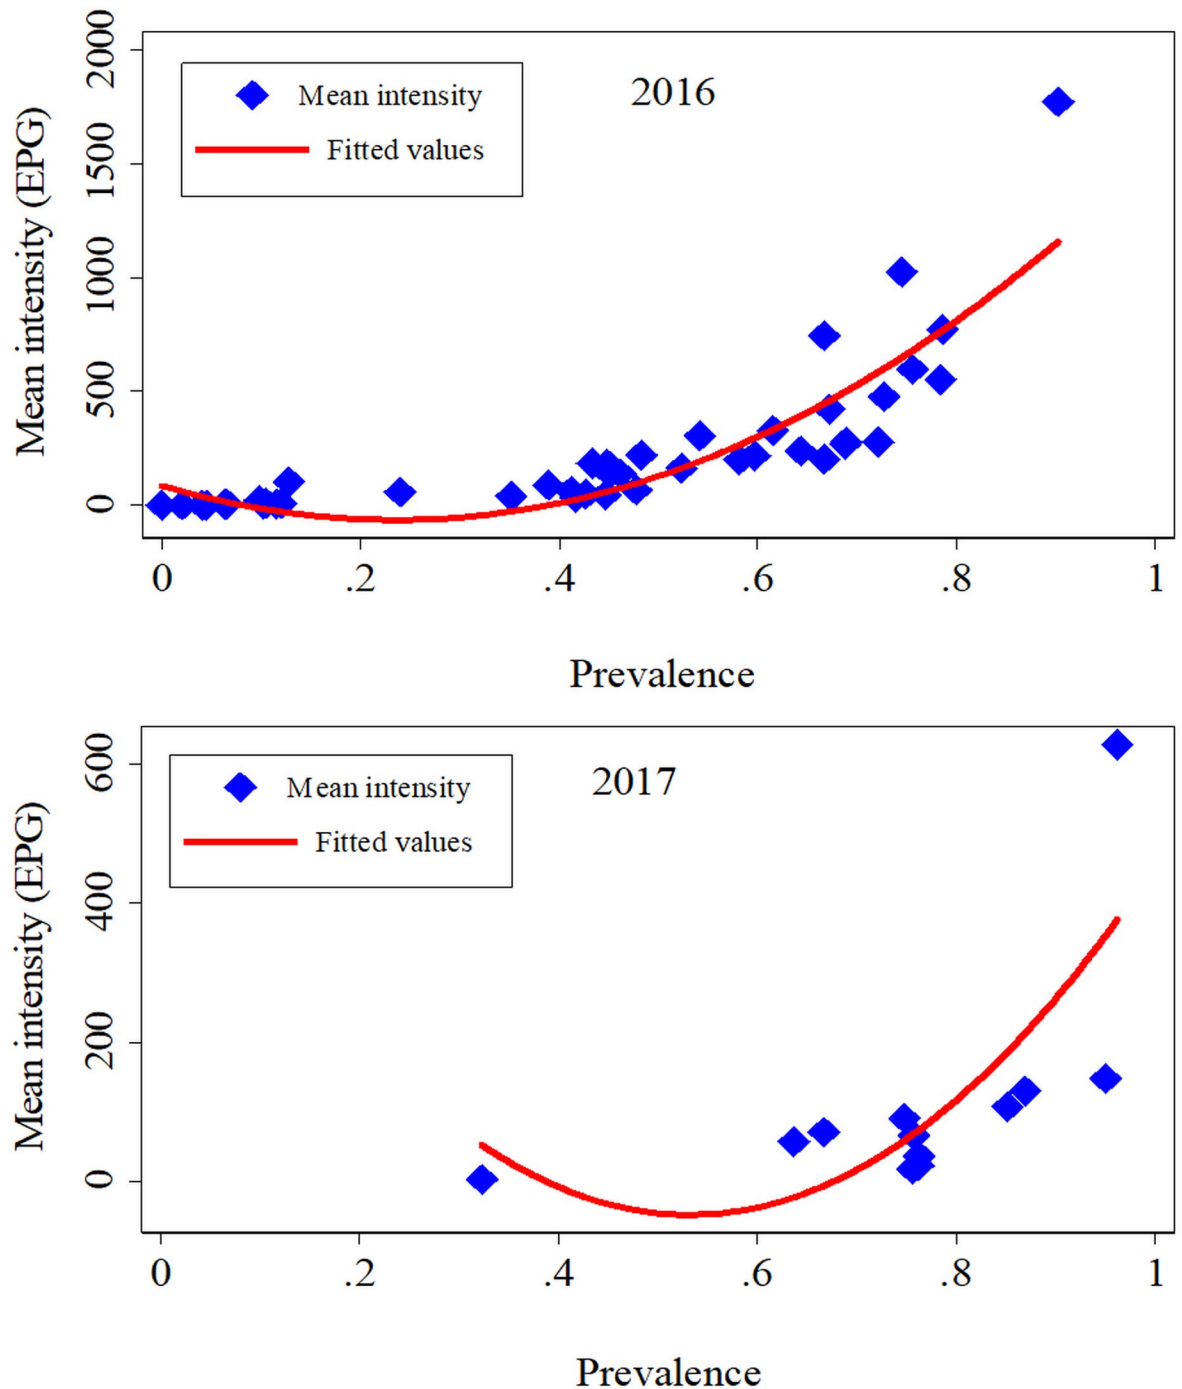 2016
Mean intensity
Fitted values
Mean intensity (EPG)
2000
1500
1000
500
0
0 .2 .4 .6 .8 1
Prevalence
2017
Mean intensity
Fitted values
Mean intensity (EPG)
600
400
200
0
0 .2 .4 .6 .8 1
Prevalence